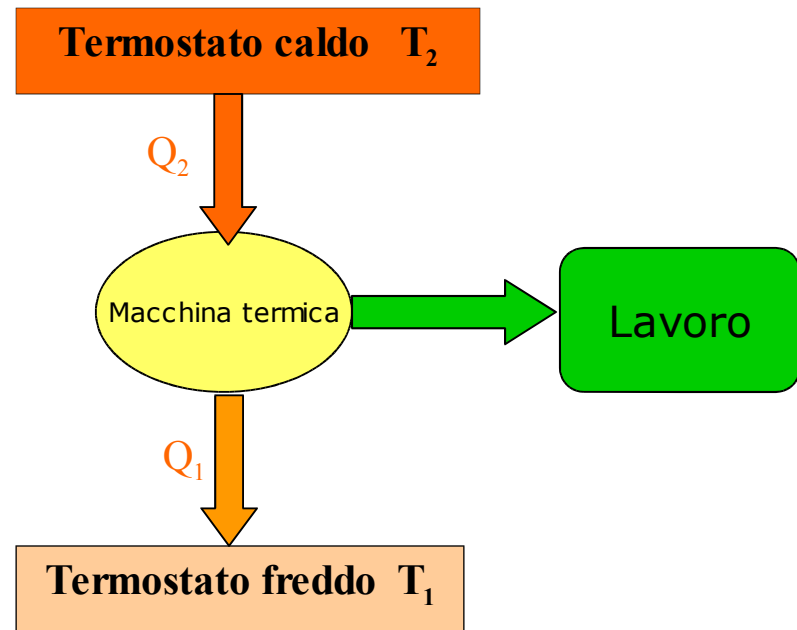 Termostato caldo T₂
Q₂
Macchina termica
Lavoro
Q₁
Termostato freddo T₁